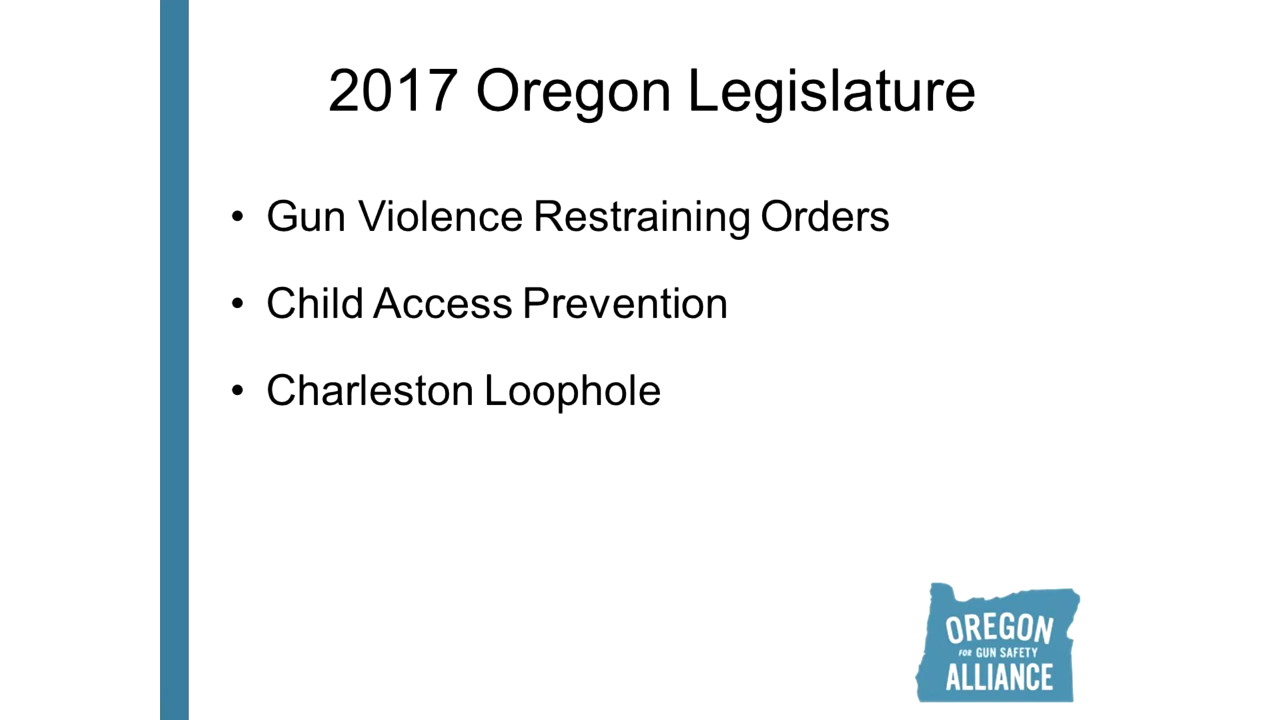 2017 Oregon Legislature
• Gun Violence Restraining Orders
• Child Access Prevention
• Charleston Loophole
OREGON
FOR GUN SAFETY
ALLIANCE